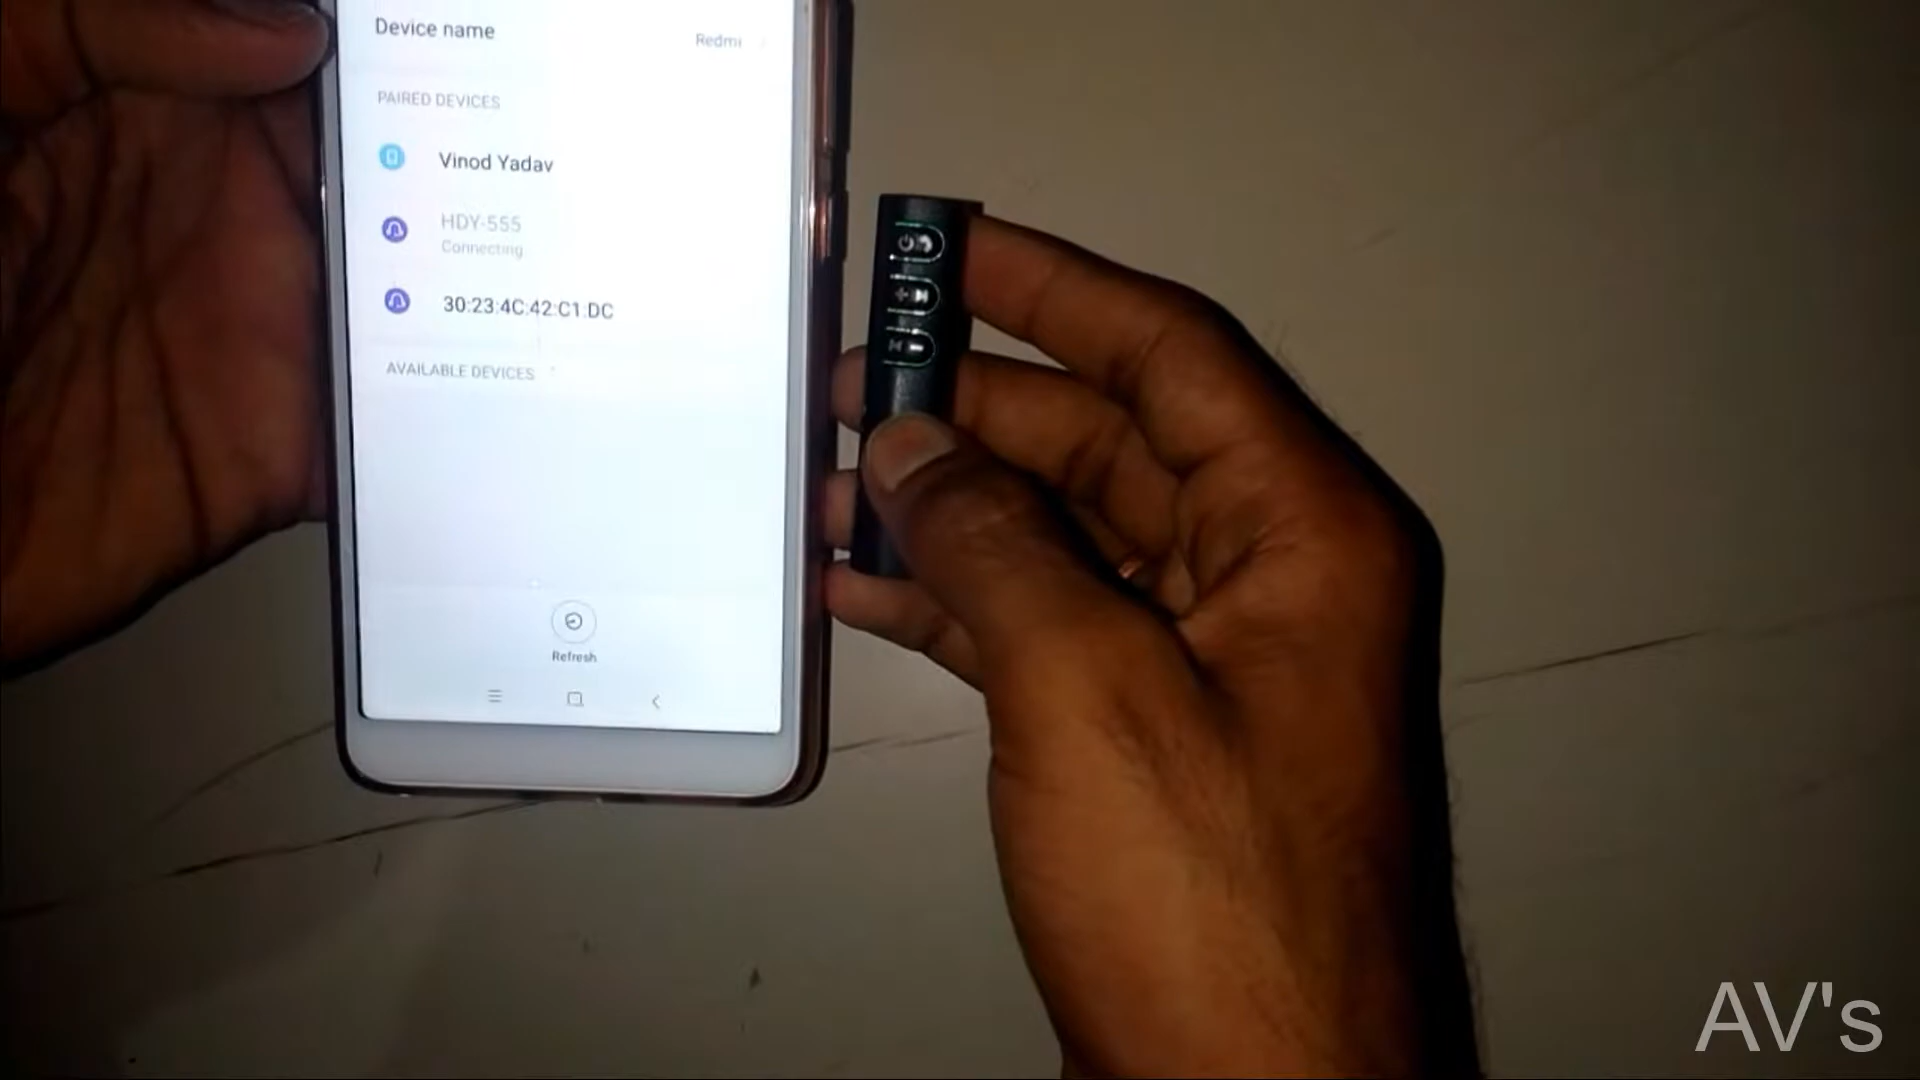 Device name
Redmi
PAIRED DEVICES
Vinod Yadav
HDY-555
Connecting
30:23:4C:42:C1:DC
AVAILABLE DEVICES
Refresh
AV's